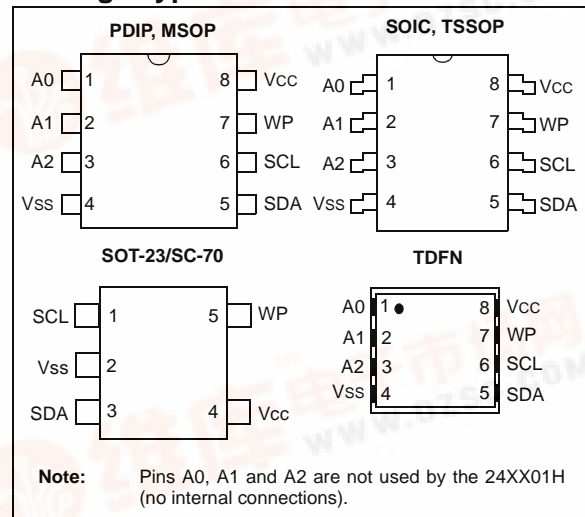 PDIP, MSOP
A0 1 8 Vcc
A1 2 7 WP
A2 3 6 SCL
Vss 4 5 SDA
SOIC, TSSOP
A0 1 8 Vcc
A1 2 7 WP
A2 3 6 SCL
Vss 4 5 SDA
SOT-23/SC-70
SCL 1 5 WP
Vss 2
SDA 3 4 Vcc
TDFN
A0 1 8 Vcc
A1 2 7 WP
A2 3 6 SCL
Vss 4 5 SDA
Note: Pins A0, A1 and A2 are not used by the 24XX01H
(no internal connections).